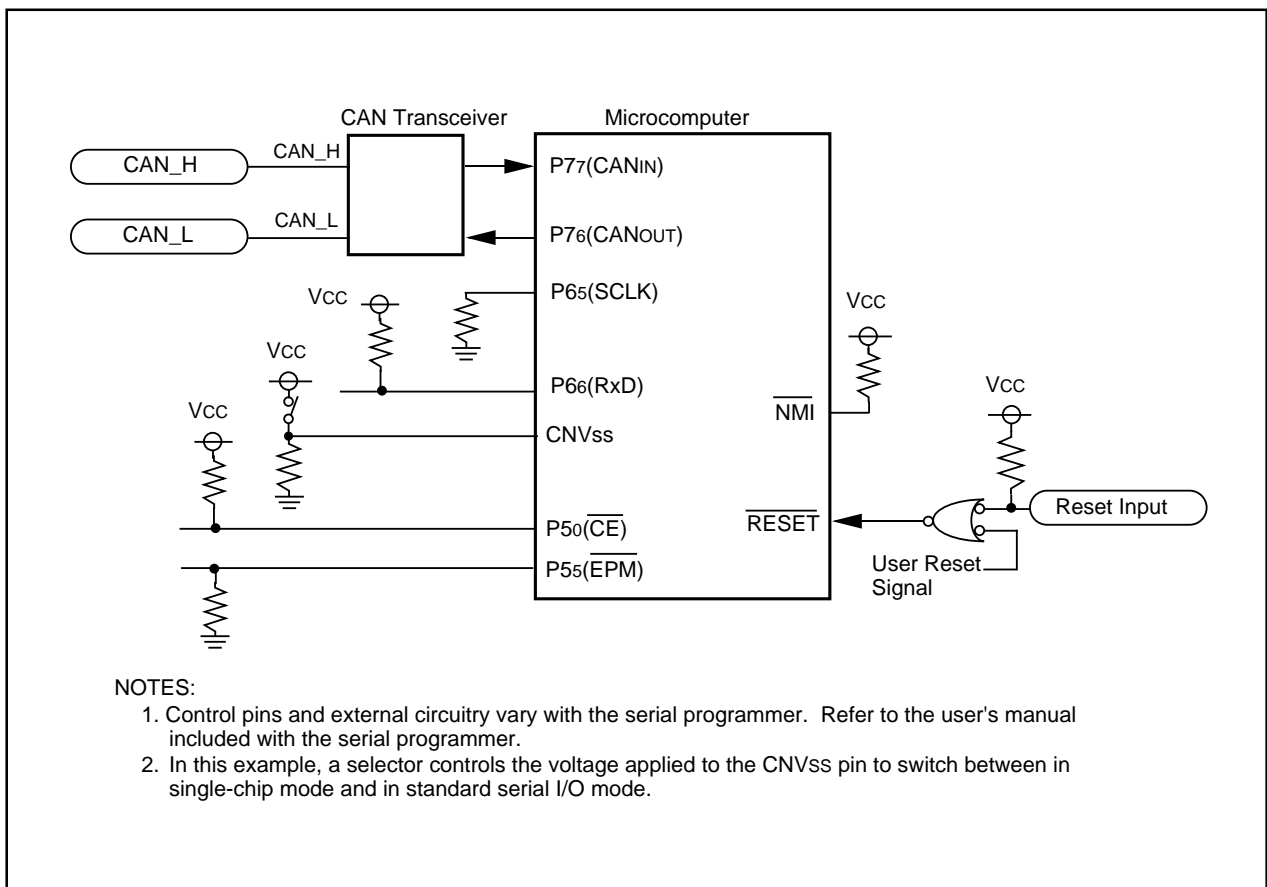 CAN Transceiver
Microcomputer
CAN_H
CAN_H
P77(CANIN)
CAN_L
CAN_L
P76(CANOUT)
P65(SCLK)
VCC
VCC
VCC
VCC
VCC
P66(RxD)
NMI
CNVss
P50(CE)
RESET
Reset Input
P55(EPM)
User Reset
Signal
NOTES:
1. Control pins and external circuitry vary with the serial programmer. Refer to the user's manual
included with the serial programmer.
2. In this example, a selector controls the voltage applied to the CNVSS pin to switch between in
single-chip mode and in standard serial I/O mode.